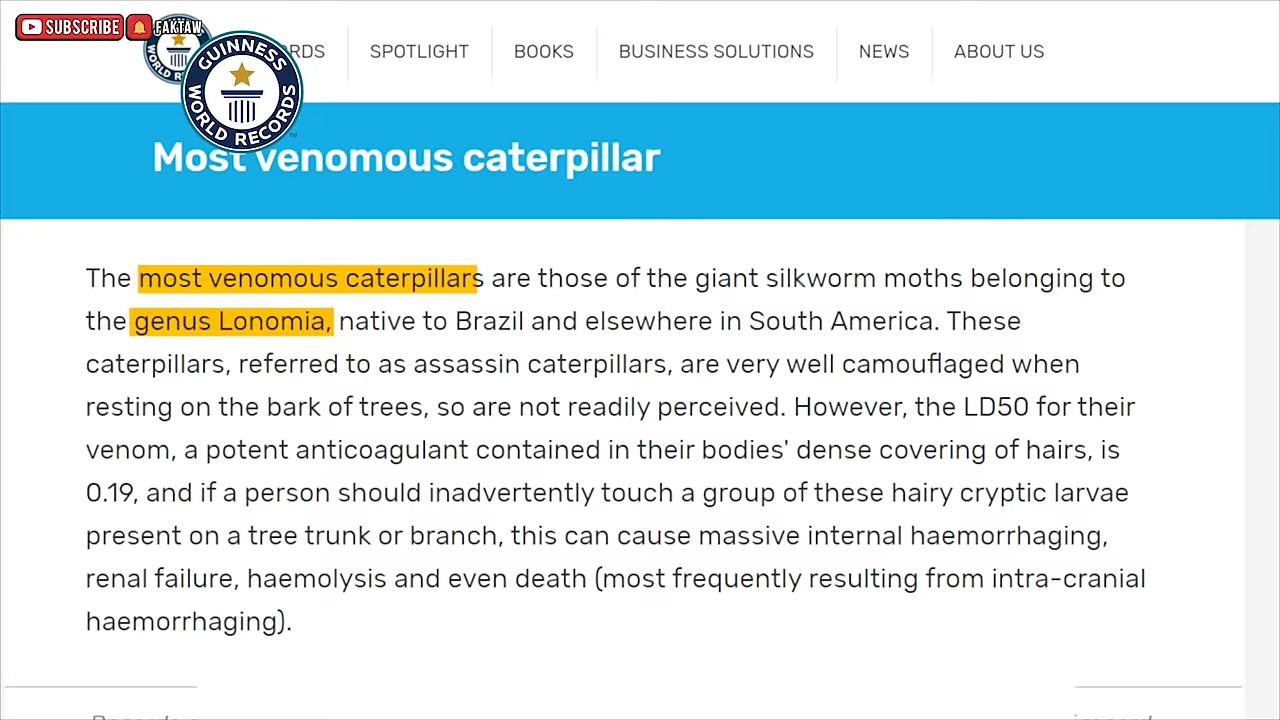 SUBSCRIBE FAKTAW
RDS SPOTLIGHT BOOKS BUSINESS SOLUTIONS NEWS ABOUT US
GUINNESS WORLD RECORDS
Most venomous caterpillar
The most venomous caterpillars are those of the giant silkworm moths belonging to
the genus Lonomia, native to Brazil and elsewhere in South America. These
caterpillars, referred to as assassin caterpillars, are very well camouflaged when
resting on the bark of trees, so are not readily perceived. However, the LD50 for their
venom, a potent anticoagulant contained in their bodies' dense covering of hairs, is
0.19, and if a person should inadvertently touch a group of these hairy cryptic larvae
present on a tree trunk or branch, this can cause massive internal haemorrhaging,
renal failure, haemolysis and even death (most frequently resulting from intra-cranial
haemorrhaging).